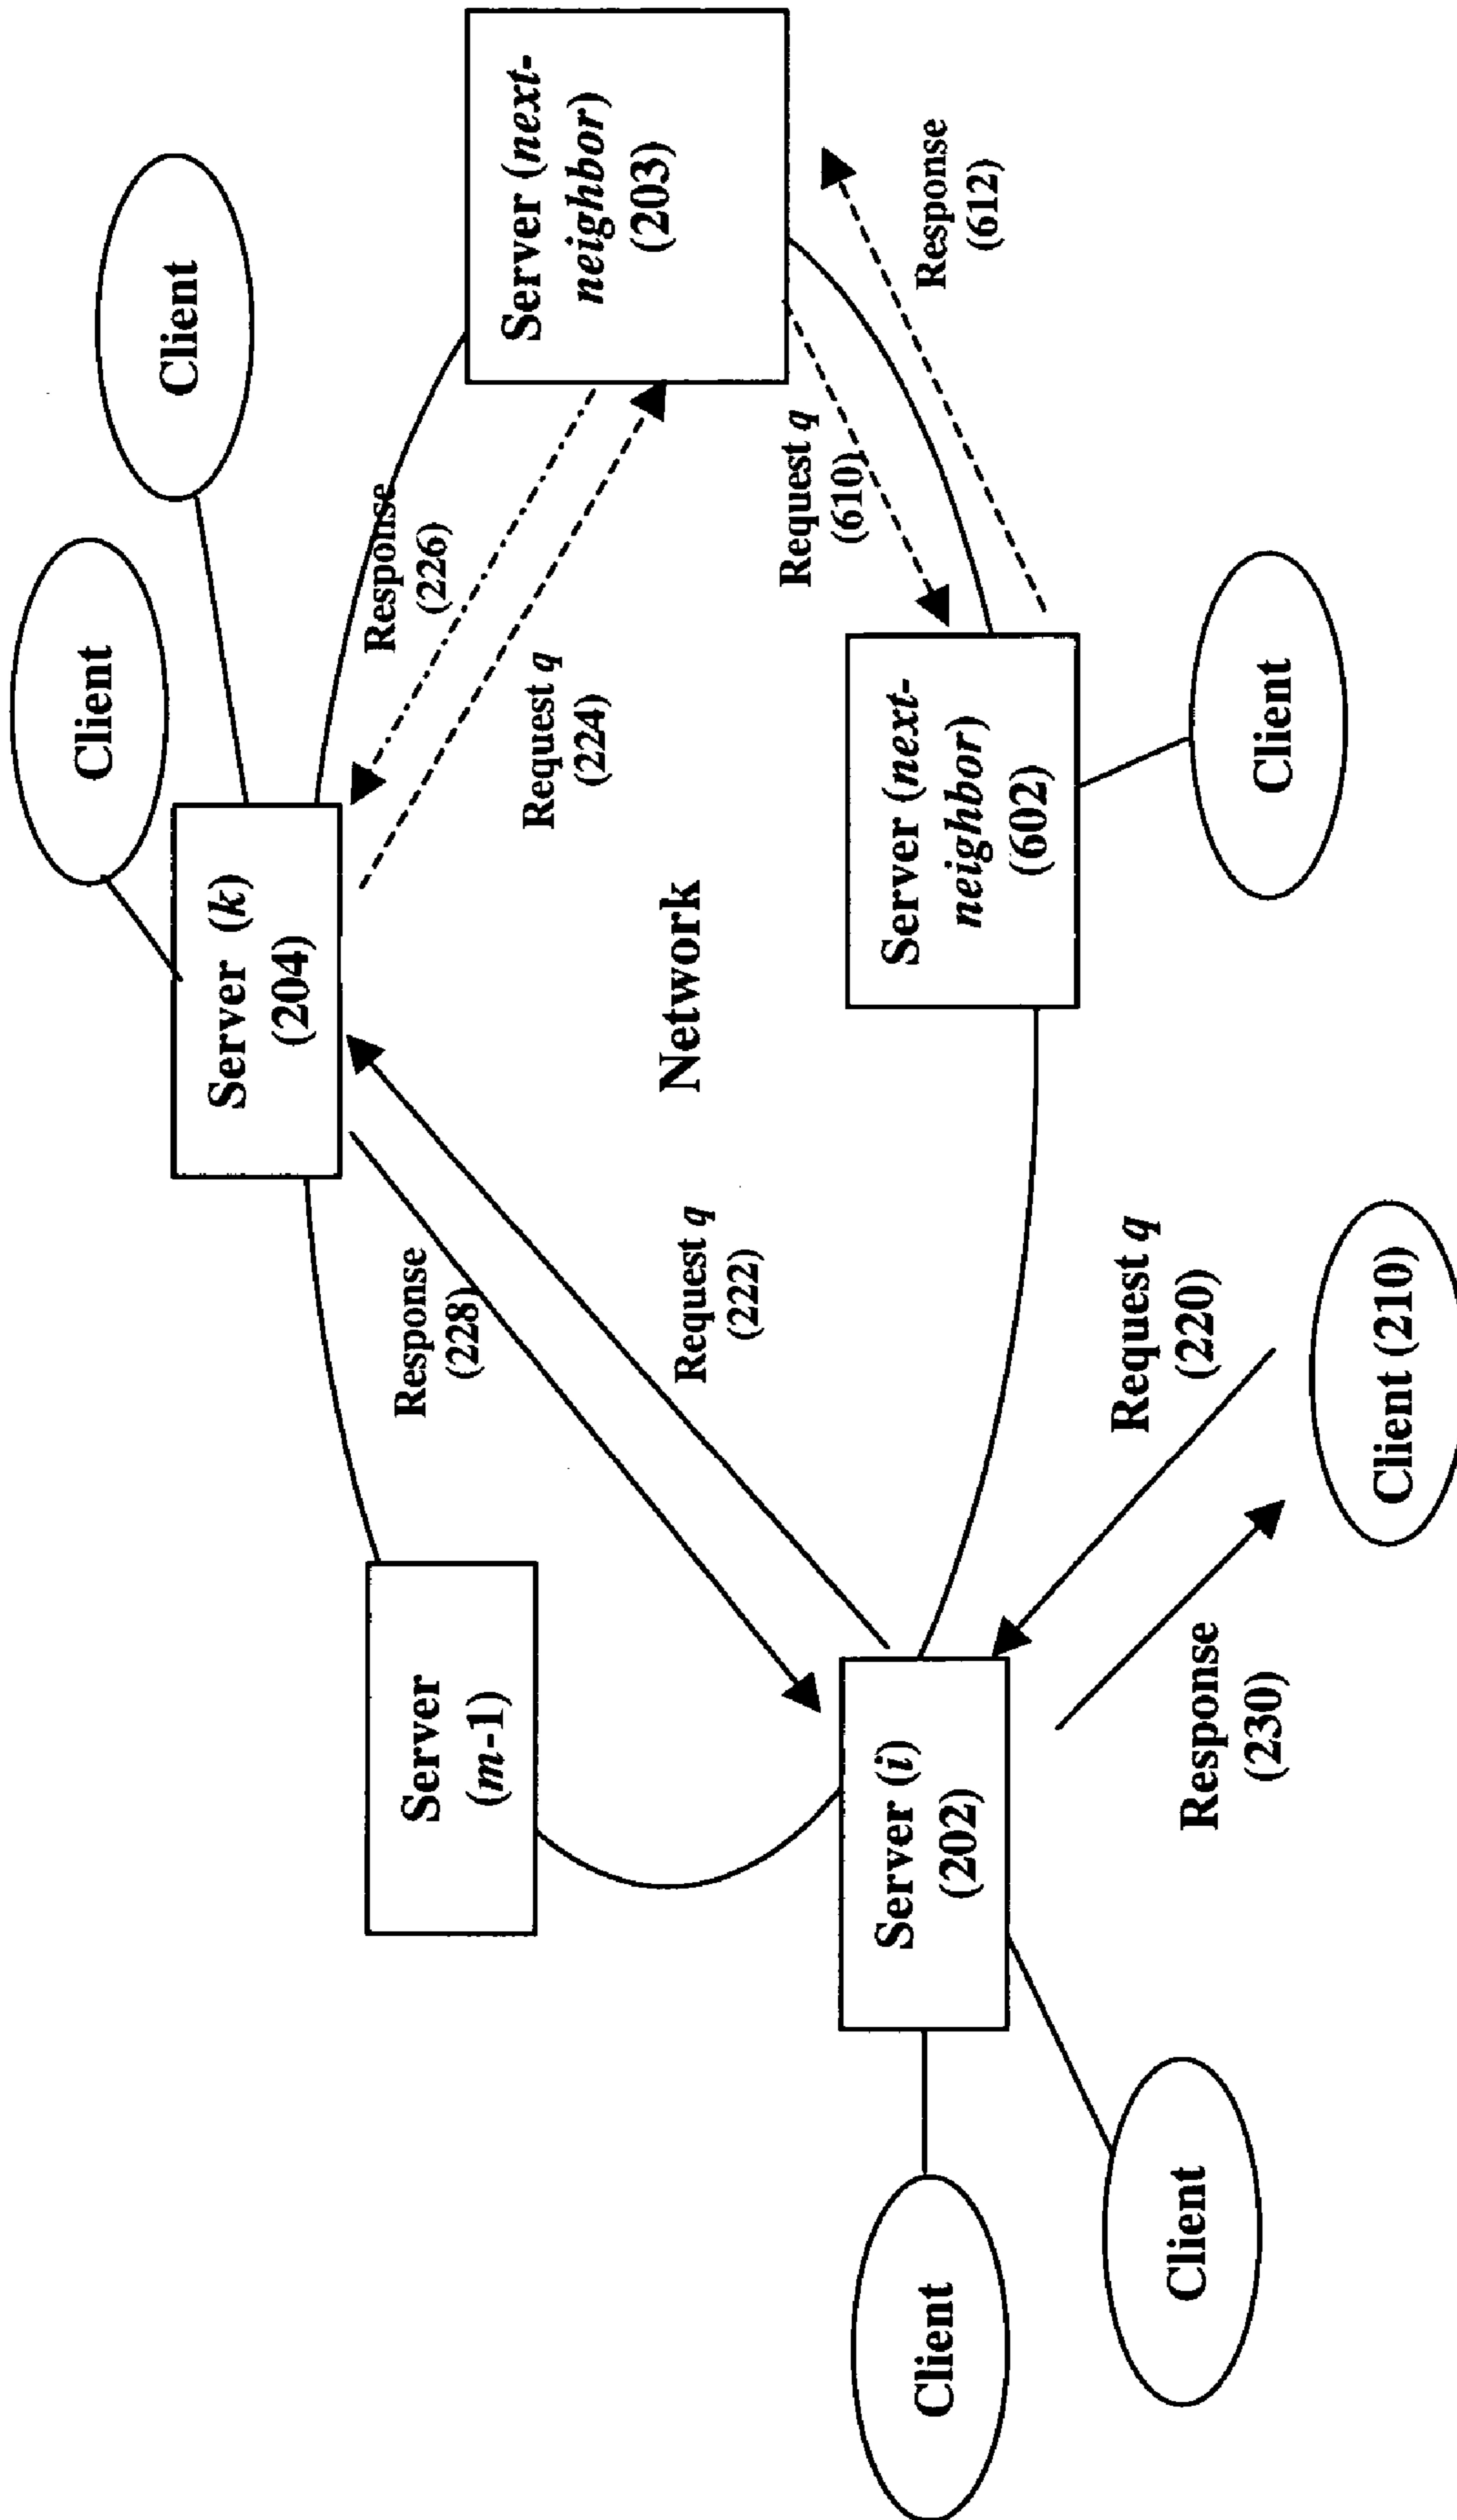 Client
Client
Server (k)
(204)
Server (next-
neighbor)
(203)
Response
(226)
Request q
(224)
Request q
(610)
Response
(612)
Network
Server (next-
neighbor)
(602)
Client
Server
(m-1)
Response
(228)
Request q
(222)
Server (i)
(202)
Request q
(220)
Response
(230)
Client (210)
Client
Client